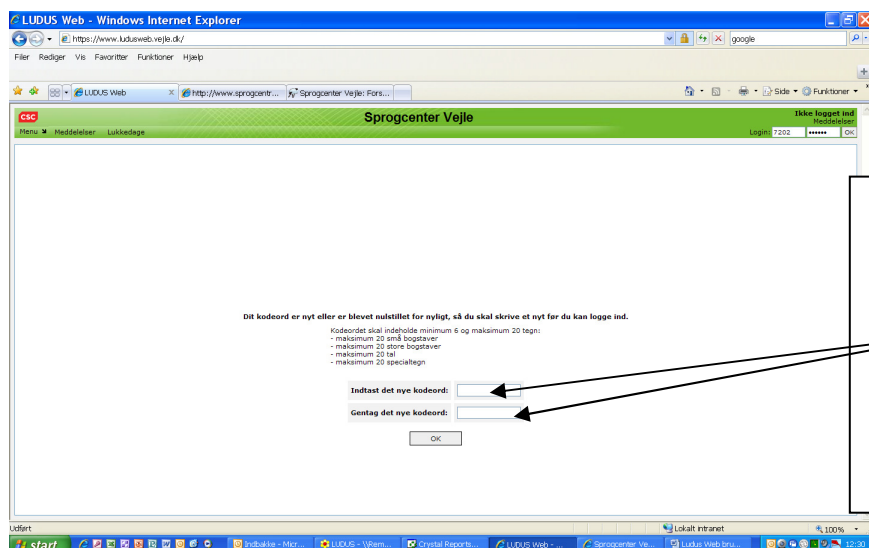 LUDUS Web - Windows Internet Explorer
https://www.ludusweb.vejle.dk/
google
Filer Rediger Vis Favoritter Funktioner Hjælp
LUDUS Web
http://www.sprogcentr...
Sprogcenter Vejle: Fors...
Side
Funktioner
CSC
Sprogcenter Vejle
Ikke logget ind
Meddelelser
Menu Meddelelser Lukkedage
Login: 7202 •••••• OK
Dit kodeord er nyt eller er blevet nulstillet for nyligt, så du skal skrive et nyt før du kan logge ind.
Kodeordet skal indeholde minimum 6 og maksimum 20 tegn:
- maksimum 20 små bogstaver
- maksimum 20 store bogstaver
- maksimum 20 tal
- maksimum 20 specialtegn
Indtast det nye kodeord:
Gentag det nye kodeord:
OK
Udført
Lokalt intranet
100%
start
Indbakke - Micr...
LUDUS - \\Rem...
Crystal Reports...
LUDUS Web - ...
Sprogcenter Ve...
Ludus Web bru...
12:30